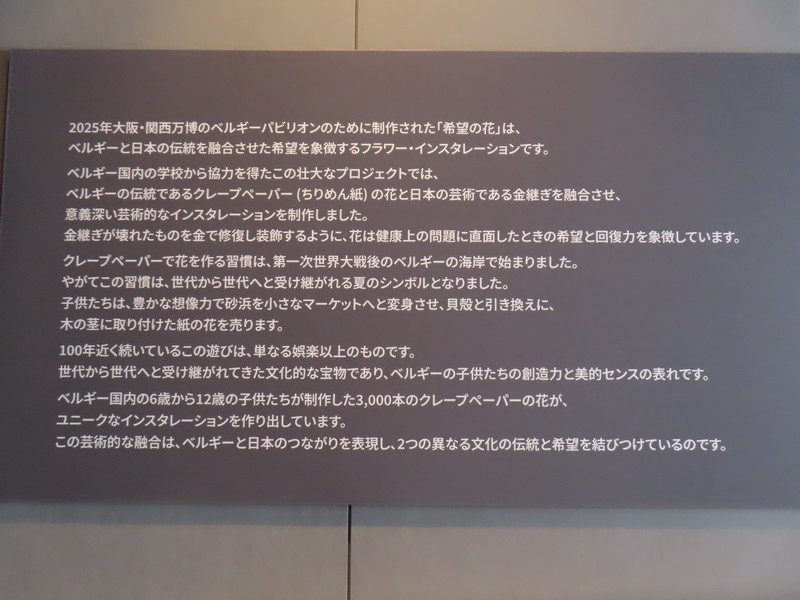 2025年大阪・関西万博のベルギーパビリオンのために制作された「希望の花」は、
ベルギーと日本の伝統を融合させた希望を象徴するフラワー・インスタレーションです。
ベルギー国内の学校から協力を得たこの壮大なプロジェクトでは、
ベルギーの伝統であるクレープペーパー (ちりめん紙) の花と日本の芸術である金継ぎを融合させ、
意義深い芸術的なインスタレーションを制作しました。
金継ぎが壊れたものを金で修復し装飾するように、花は健康上の問題に直面したときの希望と回復力を象徴しています。
クレープペーパーで花を作る習慣は、第一次世界大戦後のベルギーの海岸で始まりました。
やがてこの習慣は、世代から世代へと受け継がれる夏のシンボルとなりました。
子供たちは、豊かな想像力で砂浜を小さなマーケットへと変身させ、貝殻と引き換えに、
木の茎に取り付けた紙の花を売ります。
100年近く続いているこの遊びは、単なる娯楽以上のものです。
世代から世代へと受け継がれてきた文化的な宝物であり、ベルギーの子供たちの創造力と美的センスの表れです。
ベルギー国内の6歳から12歳の子供たちが制作した3,000本のクレープペーパーの花が、
ユニークなインスタレーションを作り出しています。
この芸術的な融合は、ベルギーと日本のつながりを表現し、2つの異なる文化の伝統と希望を結びつけているのです。